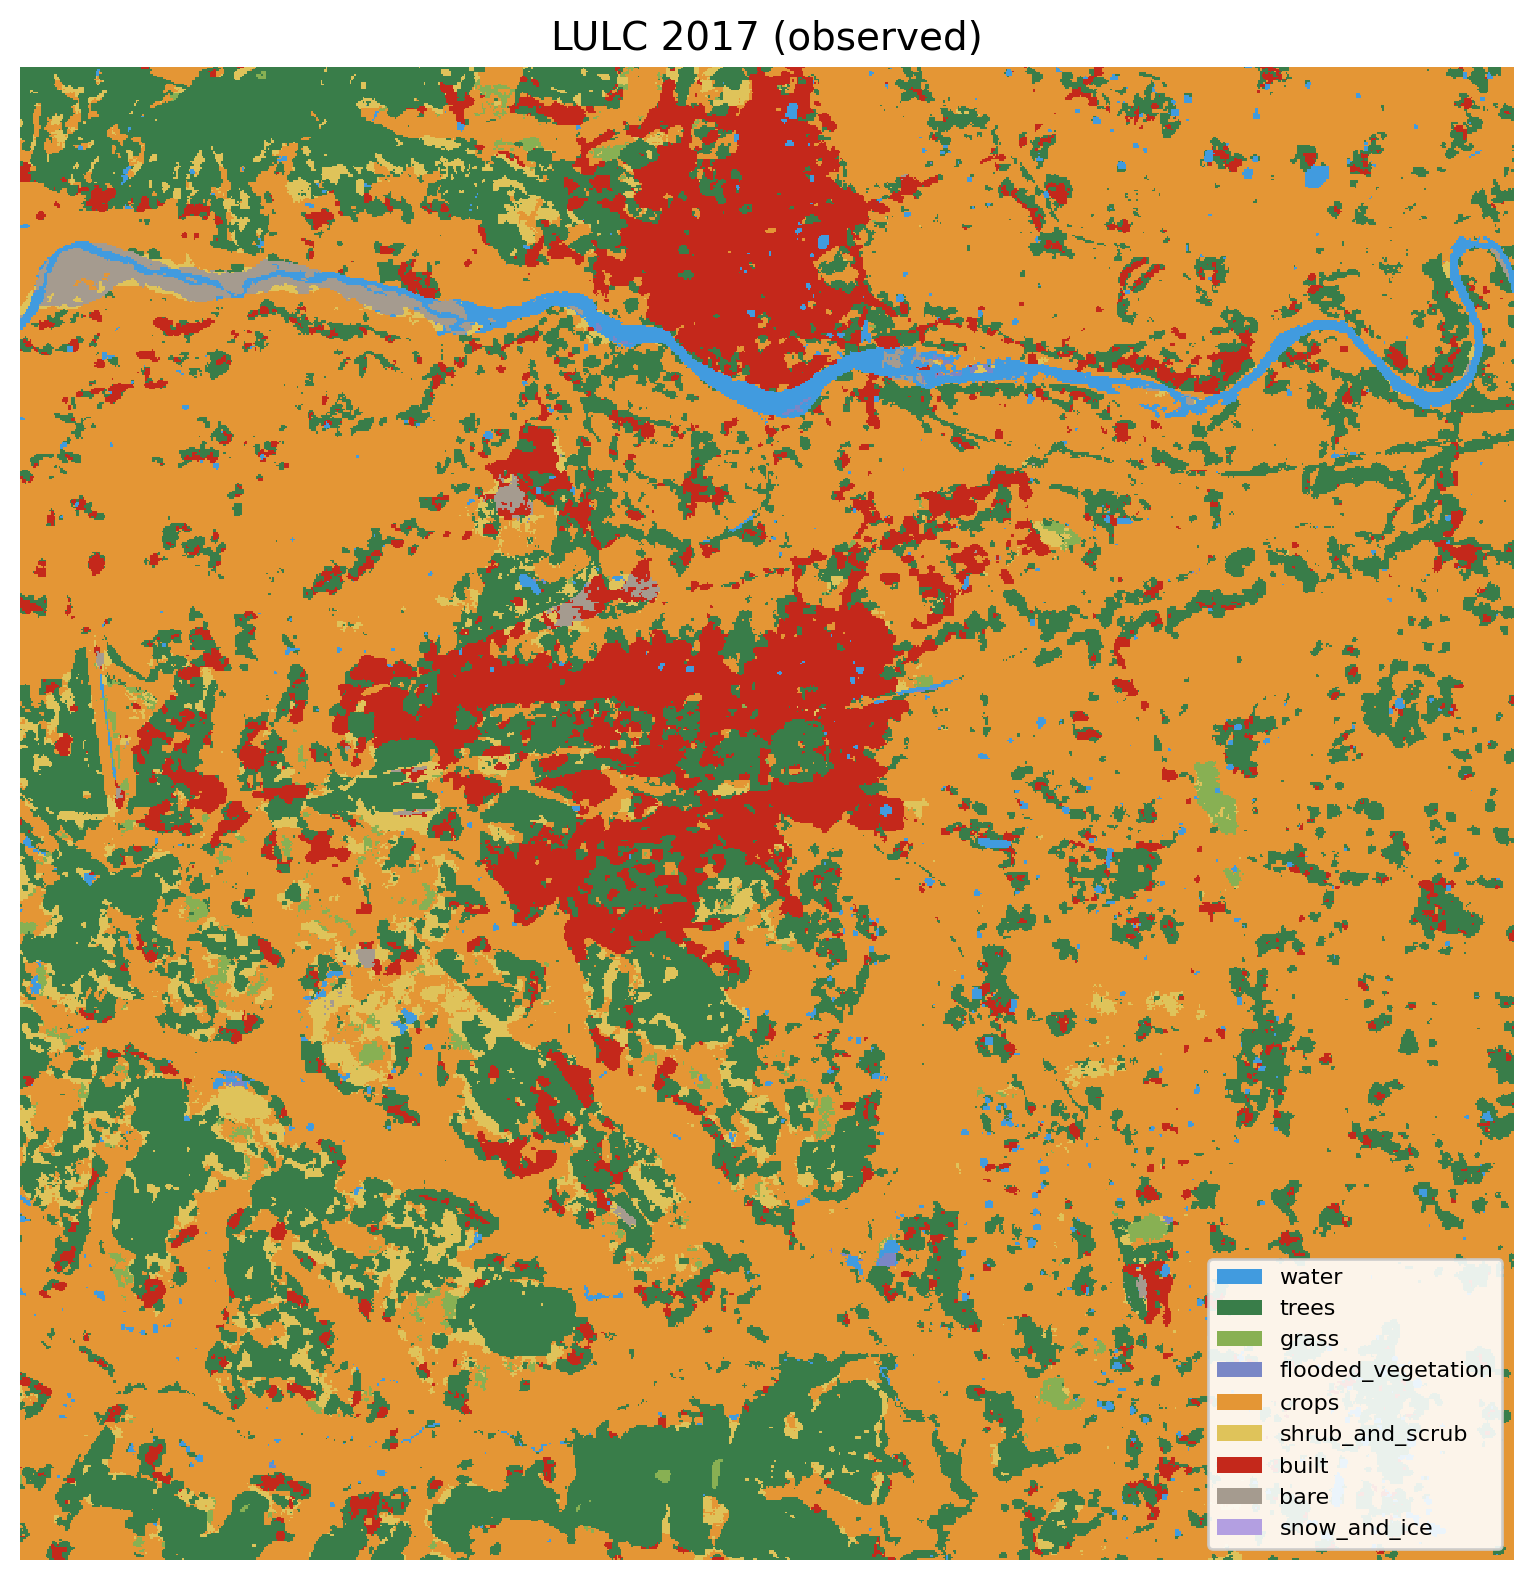 LULC 2017 (observed)
water
trees
grass
flooded_vegetation
crops
shrub_and_scrub
built
bare
snow_and_ice